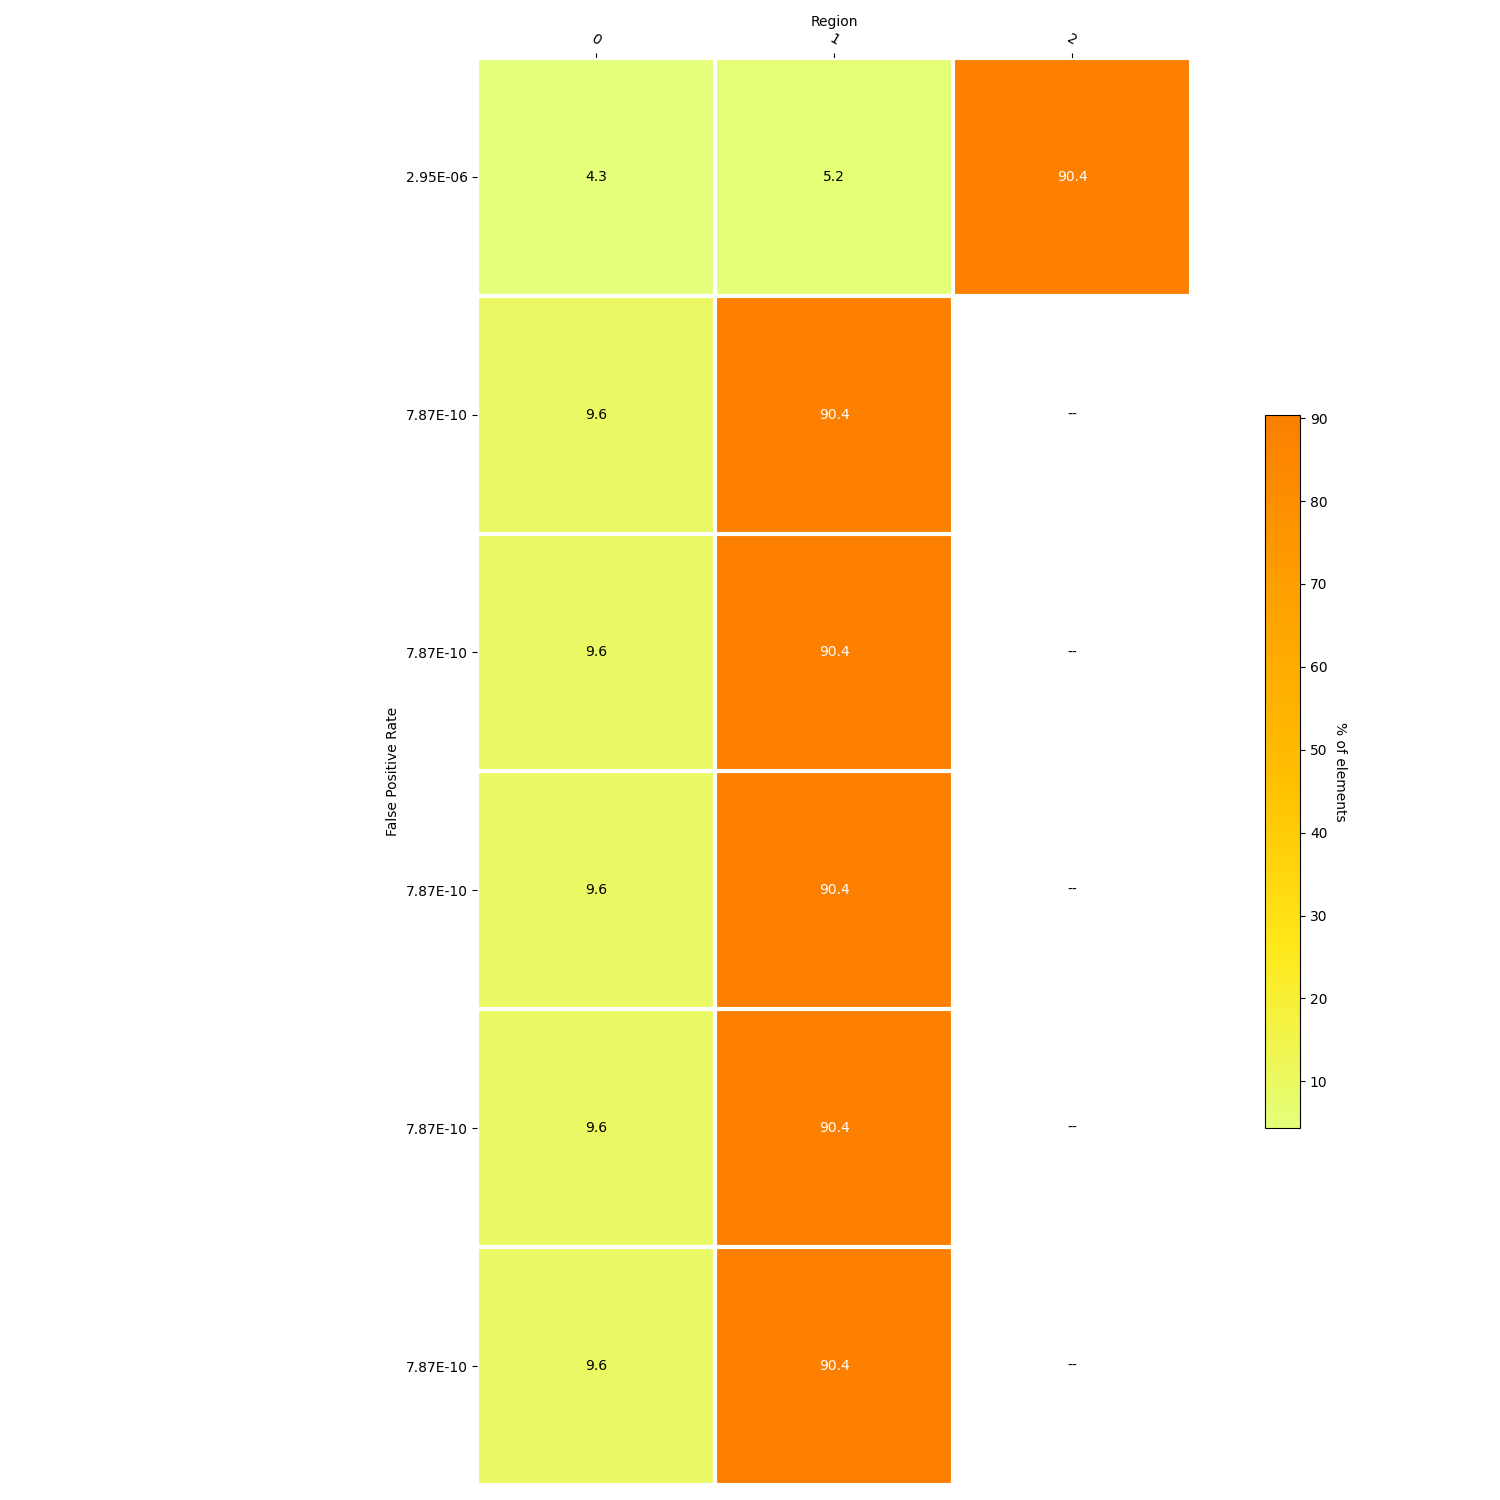 Region
0 1 2
2.95E-06 4.3 5.2 90.4
7.87E-10 9.6 90.4 --
7.87E-10 9.6 90.4 --
7.87E-10 9.6 90.4 --
7.87E-10 9.6 90.4 --
7.87E-10 9.6 90.4 --
False Positive Rate
90
80
70
60
50
40
30
20
10
% of elements